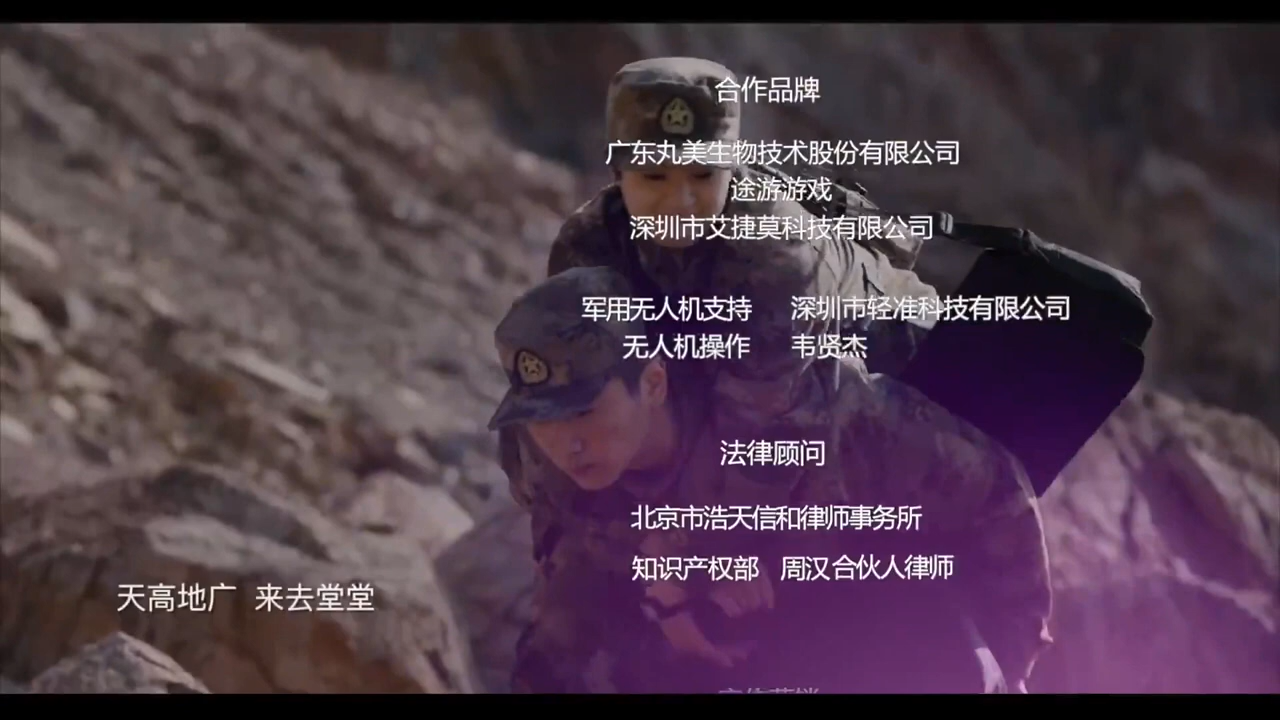 合作品牌
广东丸美生物技术股份有限公司
途游游戏
深圳市艾捷莫科技有限公司
军用无人机支持 深圳市轻准科技有限公司
无人机操作 韦贤杰
法律顾问
北京市浩天信和律师事务所
知识产权部 周汉合伙人律师
天高地广 来去堂堂